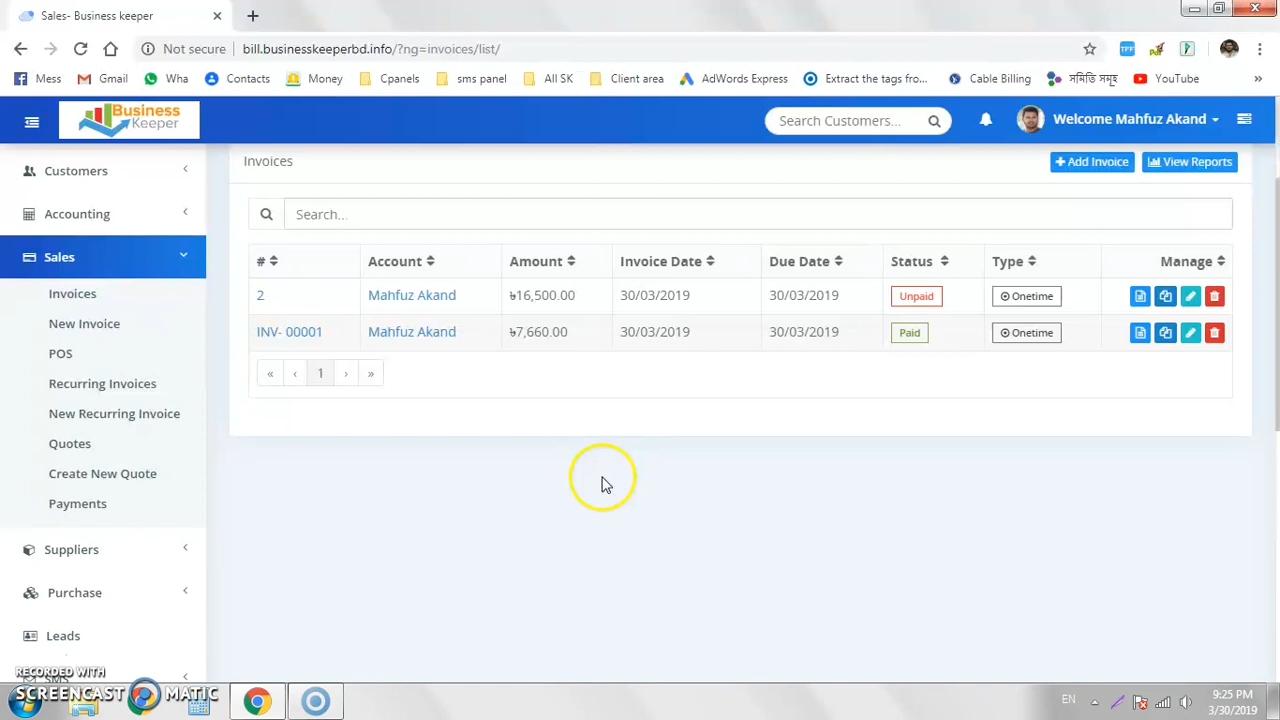 Sales- Business keeper
Not secure
bill.businesskeeperbd.info/?ng=invoices/list/
TFF
Mess
Gmail
Wha
Contacts
Money
Cpanels
sms panel
All SK
Client area
AdWords Express
Extract the tags from...
Cable Billing
সমিতি সমূহ
YouTube
»
Business
Keeper
Search Customers...
Welcome Mahfuz Akand
Customers
Accounting
Sales
Invoices
New Invoice
POS
Recurring Invoices
New Recurring Invoice
Quotes
Create New Quote
Payments
Suppliers
Purchase
Leads
SMS
Invoices
+ Add Invoice
View Reports
Search...
# Account Amount Invoice Date Due Date Status Type Manage
2 Mahfuz Akand ৳16,500.00 30/03/2019 30/03/2019 Unpaid Onetime
INV- 00001 Mahfuz Akand ৳7,660.00 30/03/2019 30/03/2019 Paid Onetime
« ‹ 1 › »
RECORDED WITH
SCREENCAST MATIC
EN
9:25 PM
3/30/2019